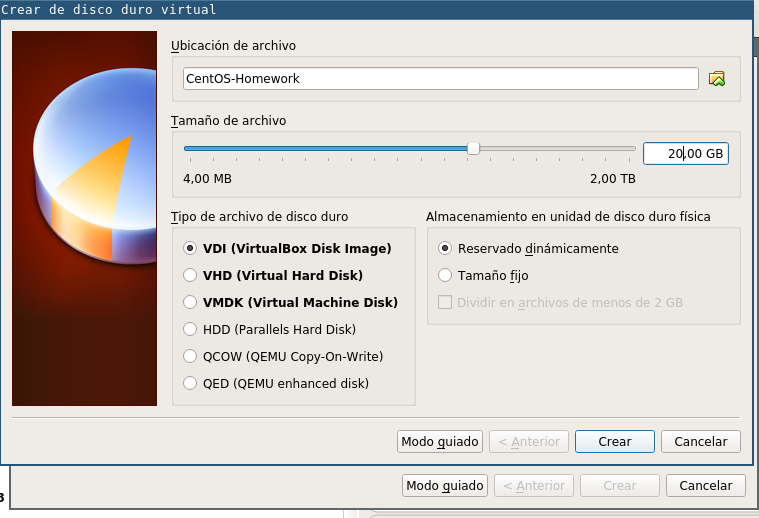 Crear de disco duro virtual
Ubicación de archivo
CentOS-Homework
Tamaño de archivo
20,00 GB
4,00 MB 2,00 TB
Tipo de archivo de disco duro
VDI (VirtualBox Disk Image)
VHD (Virtual Hard Disk)
VMDK (Virtual Machine Disk)
HDD (Parallels Hard Disk)
QCOW (QEMU Copy-On-Write)
QED (QEMU enhanced disk)
Almacenamiento en unidad de disco duro física
Reservado dinámicamente
Tamaño fijo
Dividir en archivos de menos de 2 GB
Modo guiado < Anterior Crear Cancelar
Modo guiado < Anterior Crear Cancelar